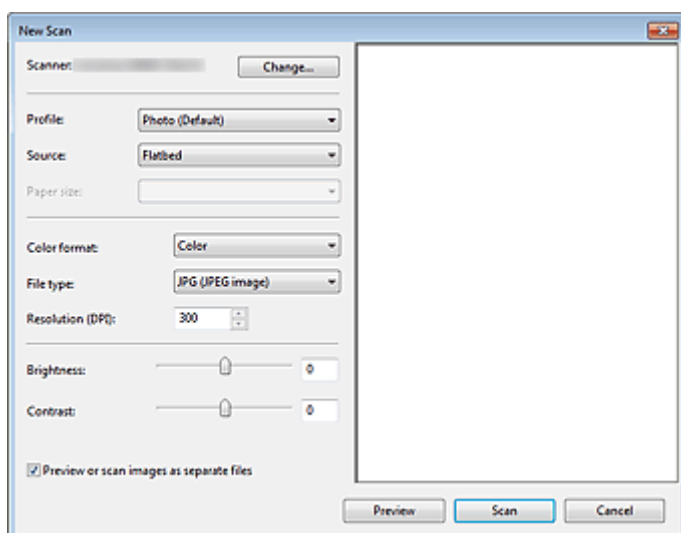 New Scan
Scanner:
Change...
Profile: Photo (Default)
Source: Flatbed
Paper size:
Color format: Color
File type: JPG (JPEG image)
Resolution (DPI): 300
Brightness: 0
Contrast: 0
Preview or scan images as separate files
Preview Scan Cancel